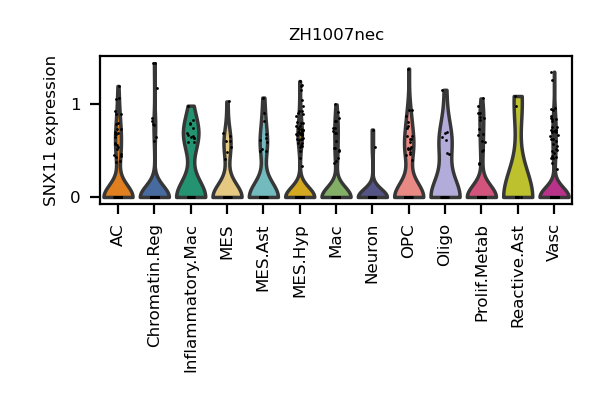 ZH1007nec
SNX11 expression
1
0
AC
Chromatin.Reg
Inflammatory.Mac
MES
MES.Ast
MES.Hyp
Mac
Neuron
OPC
Oligo
Prolif.Metab
Reactive.Ast
Vasc